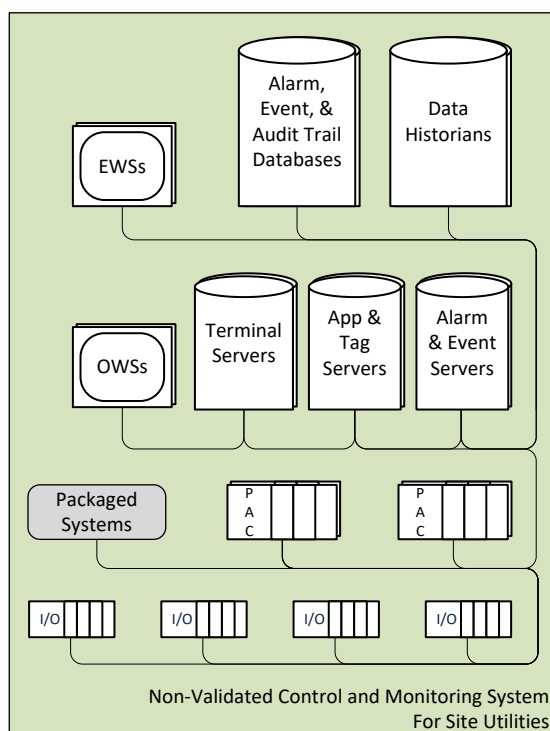 Alarm,
Event, &
Audit Trail
Databases
Data
Historians
EWSs
Terminal
Servers
App &
Tag
Servers
Alarm
& Event
Servers
OWSs
Packaged
Systems
P
A
C
P
A
C
I/O
I/O
I/O
I/O
Non-Validated Control and Monitoring System
For Site Utilities